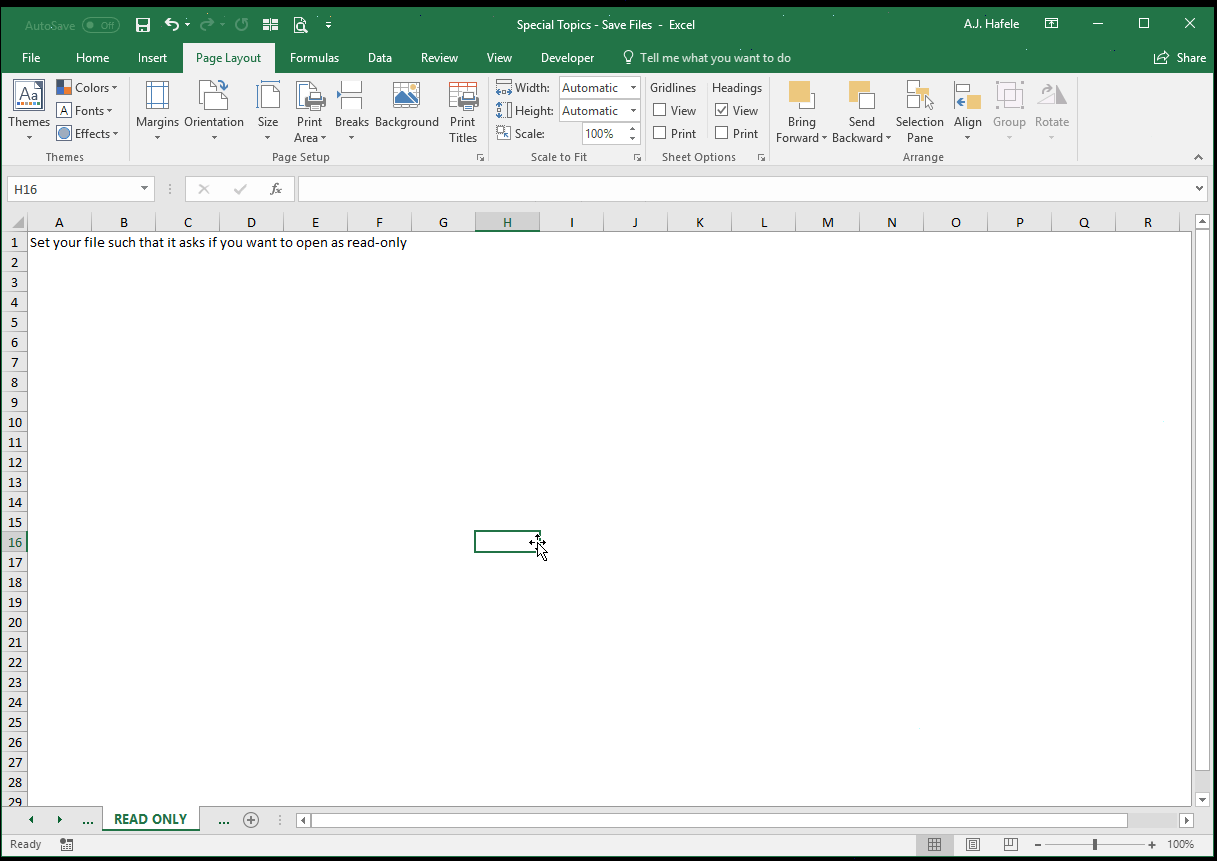 AutoSave Off Special Topics - Save Files - Excel A.J. Hafele
File Home Insert Page Layout Formulas Data Review View Developer Tell me what you want to do Share
Themes Colors Fonts Effects
Themes
Margins Orientation Size Print Area Breaks Background Print Titles
Page Setup
Width: Automatic
Height: Automatic
Scale: 100%
Scale to Fit
Gridlines Headings
View View
Print Print
Sheet Options
Bring Forward Send Backward Selection Pane Align Group Rotate
Arrange
H16 fx
A B C D E F G H I J K L M N O P Q R
1 Set your file such that it asks if you want to open as read-only
2
3
4
5
6
7
8
9
10
11
12
13
14
15
16
17
18
19
20
21
22
23
24
25
26
27
28
29
... READ ONLY ...
Ready 100%